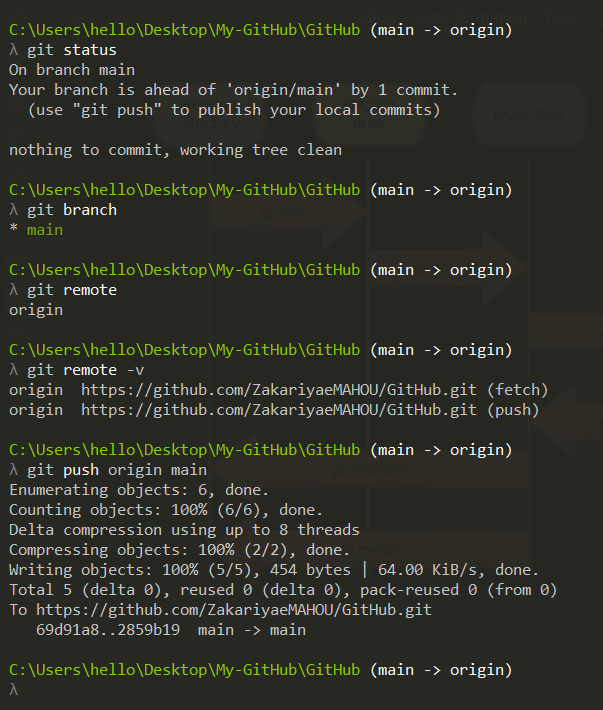 C:\Users\hello\Desktop\My-GitHub\GitHub (main -> origin)
λ git status
On branch main
Your branch is ahead of 'origin/main' by 1 commit.
  (use "git push" to publish your local commits)
nothing to commit, working tree clean
C:\Users\hello\Desktop\My-GitHub\GitHub (main -> origin)
λ git branch
* main
C:\Users\hello\Desktop\My-GitHub\GitHub (main -> origin)
λ git remote
origin
C:\Users\hello\Desktop\My-GitHub\GitHub (main -> origin)
λ git remote -v
origin  https://github.com/ZakariyaeMAHOU/GitHub.git (fetch)
origin  https://github.com/ZakariyaeMAHOU/GitHub.git (push)
C:\Users\hello\Desktop\My-GitHub\GitHub (main -> origin)
λ git push origin main
Enumerating objects: 6, done.
Counting objects: 100% (6/6), done.
Delta compression using up to 8 threads
Compressing objects: 100% (2/2), done.
Writing objects: 100% (5/5), 454 bytes | 64.00 KiB/s, done.
Total 5 (delta 0), reused 0 (delta 0), pack-reused 0 (from 0)
To https://github.com/ZakariyaeMAHOU/GitHub.git
   69d91a8..2859b19  main -> main
C:\Users\hello\Desktop\My-GitHub\GitHub (main -> origin)
λ